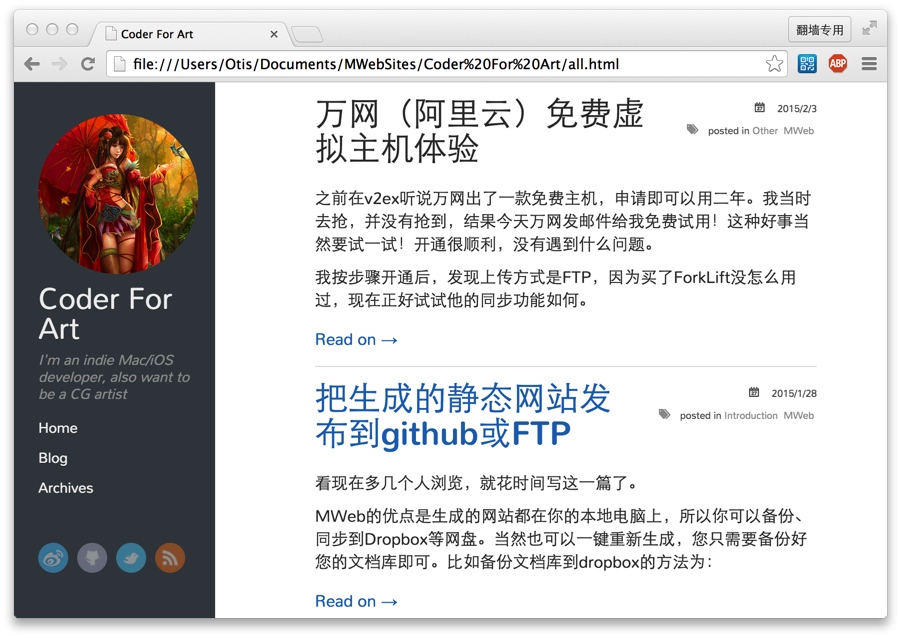 Coder For Art
翻墙专用
file:///Users/Otis/Documents/MWebSites/Coder%20For%20Art/all.html
ABP
Coder For
Art
I'm an indie Mac/iOS
developer, also want to
be a CG artist
Home
Blog
Archives
万网（阿里云）免费虚
拟主机体验
2015/2/3
posted in Other MWeb
之前在v2ex听说万网出了一款免费主机，申请即可以用二年。我当时
去抢，并没有抢到，结果今天万网发邮件给我免费试用！这种好事当
然要试一试！开通很顺利，没有遇到什么问题。
我按步骤开通后，发现上传方式是FTP，因为买了ForkLift没怎么用
过，现在正好试试他的同步功能如何。
Read on →
把生成的静态网站发
布到github或FTP
2015/1/28
posted in Introduction MWeb
看现在多几个人浏览，就花时间写这一篇了。
MWeb的优点是生成的网站都在你的本地电脑上，所以你可以备份、
同步到Dropbox等网盘。当然也可以一键重新生成，您只需要备份好
您的文档库即可。比如备份文档库到dropbox的方法为：
Read on →